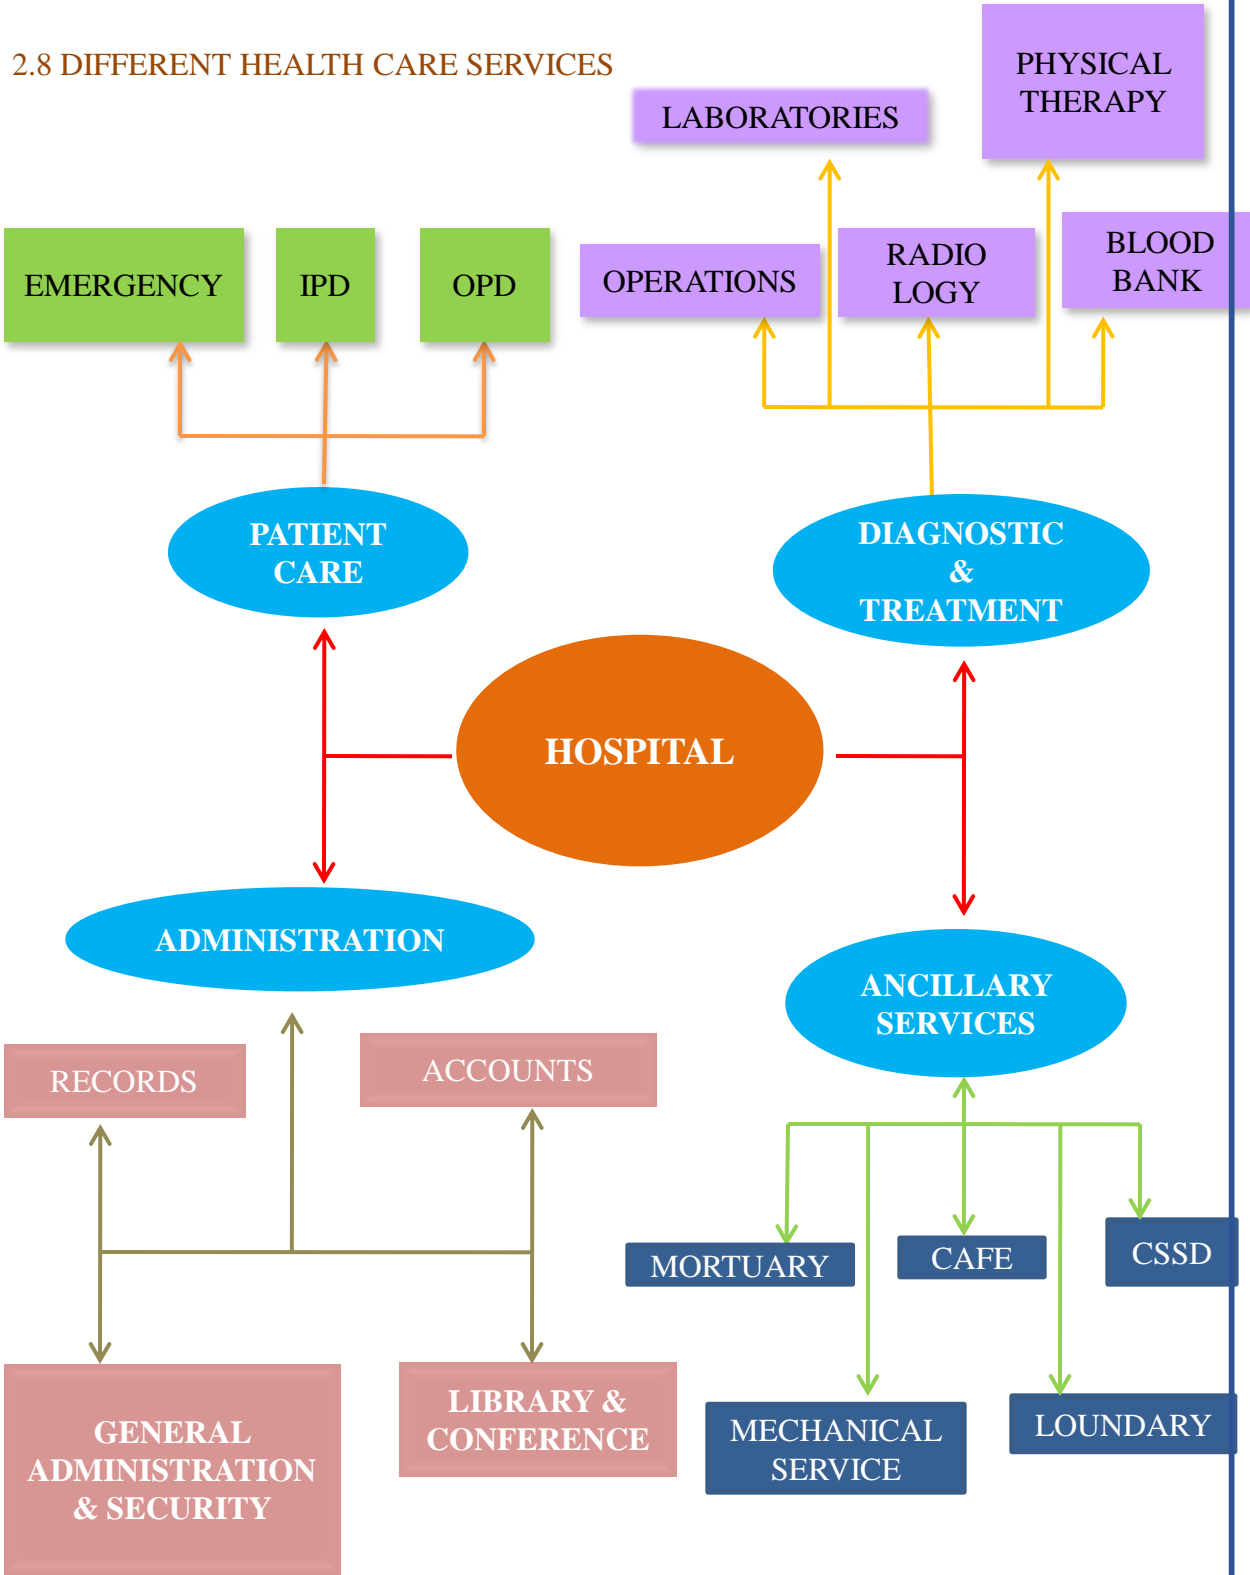 2.8 DIFFERENT HEALTH CARE SERVICES
PHYSICAL
THERAPY
LABORATORIES
EMERGENCY
IPD
OPD
OPERATIONS
RADIO
LOGY
BLOOD
BANK
PATIENT
CARE
DIAGNOSTIC
&
TREATMENT
HOSPITAL
ADMINISTRATION
ANCILLARY
SERVICES
RECORDS
ACCOUNTS
MORTUARY
CAFE
CSSD
GENERAL
ADMINISTRATION
& SECURITY
LIBRARY &
CONFERENCE
MECHANICAL
SERVICE
LOUNDARY